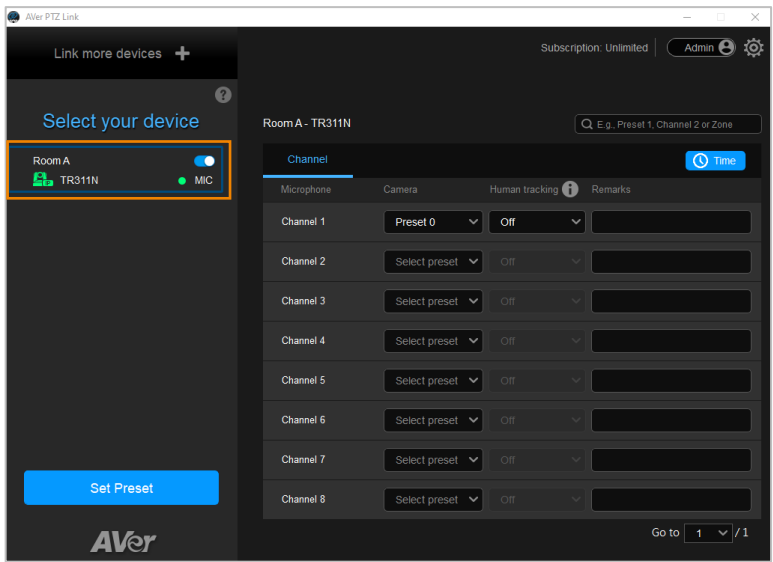 AVer PTZ Link
Link more devices
Subscription: Unlimited
Admin
?
Select your device
Room A - TR311N
E.g., Preset 1, Channel 2 or Zone
Room A
TR311N
MIC
P
Channel
Time
Microphone Camera Human tracking i Remarks
Channel 1 Preset 0 Off
Channel 2 Select preset Off
Channel 3 Select preset Off
Channel 4 Select preset Off
Channel 5 Select preset Off
Channel 6 Select preset Off
Channel 7 Select preset Off
Channel 8 Select preset Off
Set Preset
Go to 1 / 1
AVer